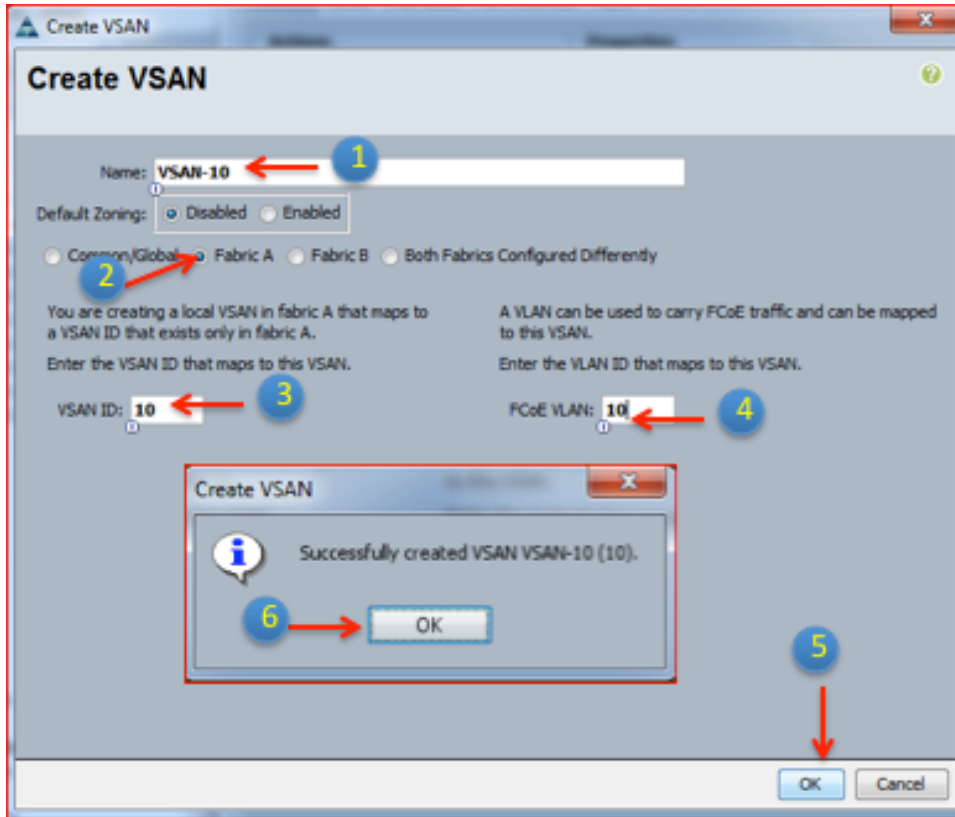 Create VSAN
Create VSAN
Name: VSAN-10
1
Default Zoning: Disabled Enabled
Common/Global Fabric A Fabric B Both Fabrics Configured Differently
2
You are creating a local VSAN in fabric A that maps to
a VSAN ID that exists only in fabric A.
Enter the VSAN ID that maps to this VSAN.
A VLAN can be used to carry FCoE traffic and can be mapped
to this VSAN.
Enter the VLAN ID that maps to this VSAN.
VSAN ID: 10
3
FCoE VLAN: 10
4
Create VSAN
Successfully created VSAN VSAN-10 (10).
6
OK
5
OK Cancel